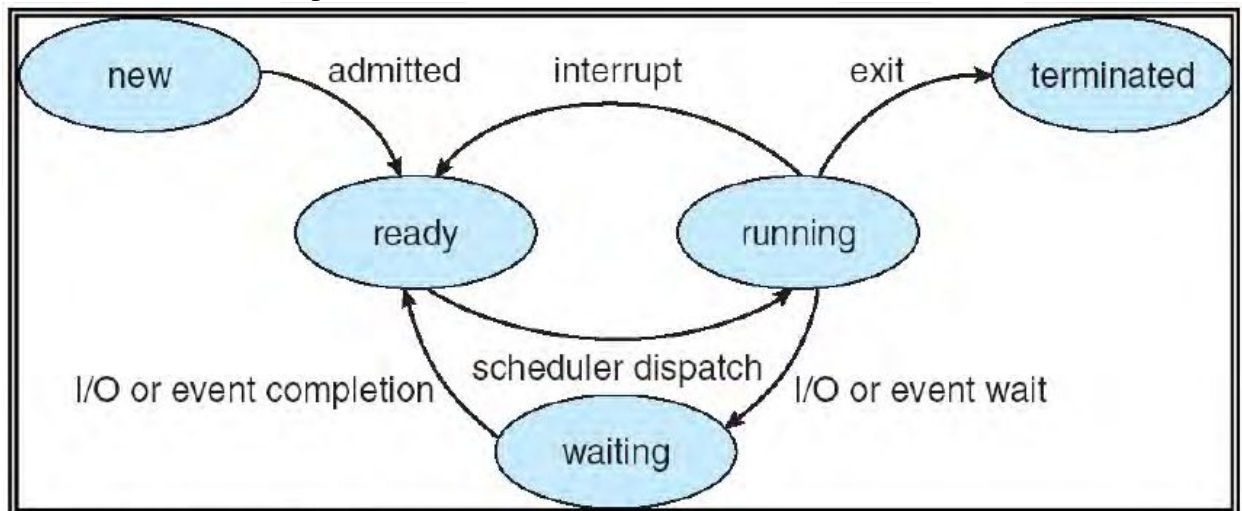 new
admitted
interrupt
exit
terminated
ready
running
scheduler dispatch
I/O or event completion
I/O or event wait
waiting